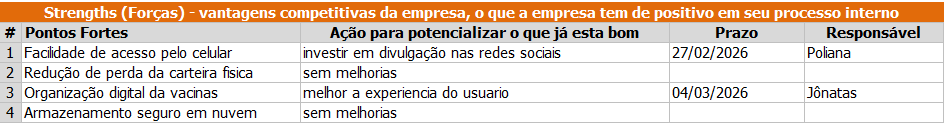 Strengths (Forças) - vantagens competitivas da empresa, o que a empresa tem de positivo em seu processo interno
# Pontos Fortes Ação para potencializar o que já esta bom Prazo Responsável
1 Facilidade de acesso pelo celular investir em divulgação nas redes sociais 27/02/2026 Poliana
2 Redução de perda da carteira fisica sem melhorias
3 Organização digital da vacinas melhor a experiencia do usuario 04/03/2026 Jônatas
4 Armazenamento seguro em nuvem sem melhorias